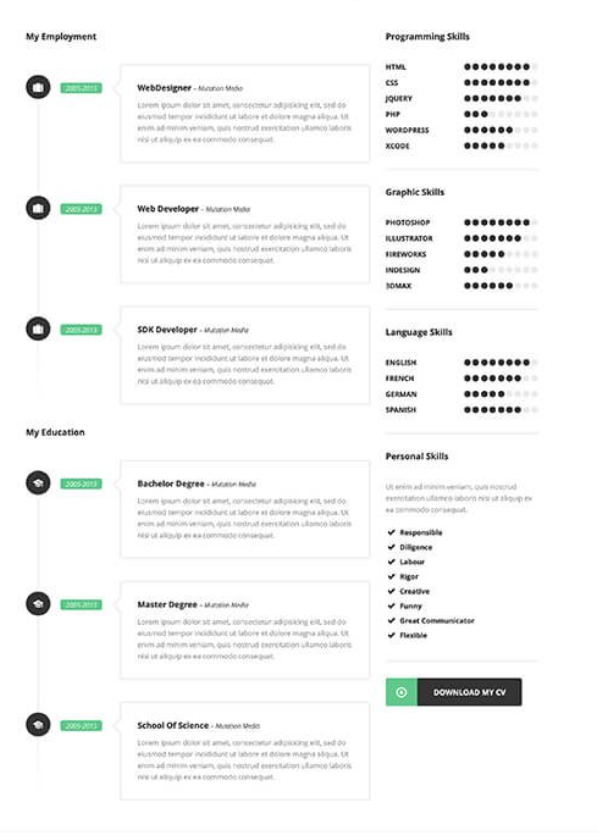 My Employment
2005-2013
WebDesigner - Mutation Media
Lorem ipsum dolor sit amet, consectetur adipisicing elit, sed do
eiusmod tempor incididunt ut labore et dolore magna aliqua. Ut
enim ad minim veniam, quis nostrud exercitation ullamco laboris
nisi ut aliquip ex ea commodo consequat.
2005-2013
Web Developer - Mutation Media
Lorem ipsum dolor sit amet, consectetur adipisicing elit, sed do
eiusmod tempor incididunt ut labore et dolore magna aliqua. Ut
enim ad minim veniam, quis nostrud exercitation ullamco laboris
nisi ut aliquip ex ea commodo consequat.
2005-2013
SDK Developer - Mutation Media
Lorem ipsum dolor sit amet, consectetur adipisicing elit, sed do
eiusmod tempor incididunt ut labore et dolore magna aliqua. Ut
enim ad minim veniam, quis nostrud exercitation ullamco laboris
nisi ut aliquip ex ea commodo consequat.
My Education
2005-2013
Bachelor Degree - Mutation Media
Lorem ipsum dolor sit amet, consectetur adipisicing elit, sed do
eiusmod tempor incididunt ut labore et dolore magna aliqua. Ut
enim ad minim veniam, quis nostrud exercitation ullamco laboris
nisi ut aliquip ex ea commodo consequat.
2005-2013
Master Degree - Mutation Media
Lorem ipsum dolor sit amet, consectetur adipisicing elit, sed do
eiusmod tempor incididunt ut labore et dolore magna aliqua. Ut
enim ad minim veniam, quis nostrud exercitation ullamco laboris
nisi ut aliquip ex ea commodo consequat.
2005-2013
School Of Science - Mutation Media
Lorem ipsum dolor sit amet, consectetur adipisicing elit, sed do
eiusmod tempor incididunt ut labore et dolore magna aliqua. Ut
enim ad minim veniam, quis nostrud exercitation ullamco laboris
nisi ut aliquip ex ea commodo consequat.
Programming Skills
HTML
CSS
JQUERY
PHP
WORDPRESS
XCODE
Graphic Skills
PHOTOSHOP
ILLUSTRATOR
FIREWORKS
INDESIGN
3DMAX
Language Skills
ENGLISH
FRENCH
GERMAN
SPANISH
Personal Skills
Ut enim ad minim veniam, quis nostrud
exercitation ullamco laboris nisi ut aliquip ex
ea commodo consequat.
Responsible
Diligence
Labour
Rigor
Creative
Funny
Great Communicator
Flexible
DOWNLOAD MY CV